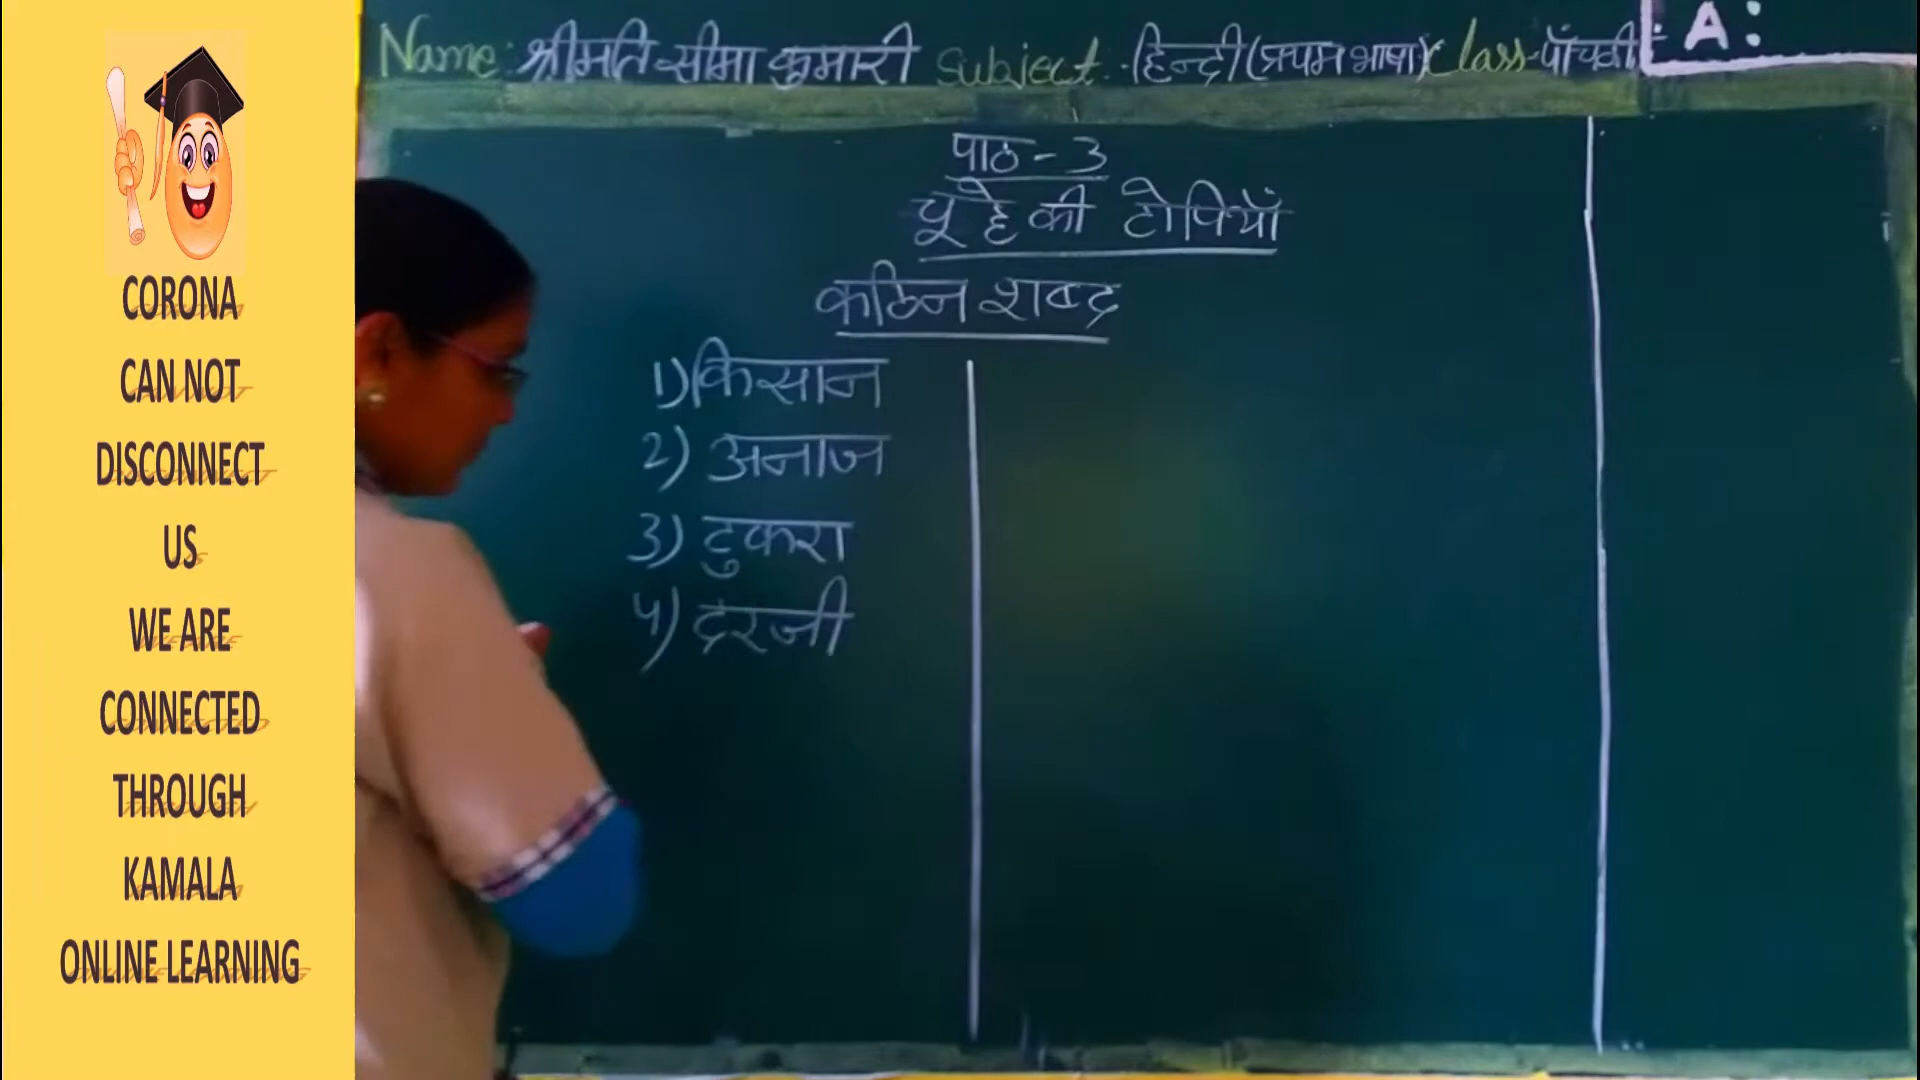 CORONA
CAN NOT
DISCONNECT
US
WE ARE
CONNECTED
THROUGH
KAMALA
ONLINE LEARNING
Name: श्रीमति सीमा कुमारी Subject:- हिन्दी (प्रथम भाषा) Class-पाँचवी A:
पाठ-3
चूहे की टोपियाँ
कठिन शब्द
1) किसान
2) अनाज
3) टुकरा
4) दरजी